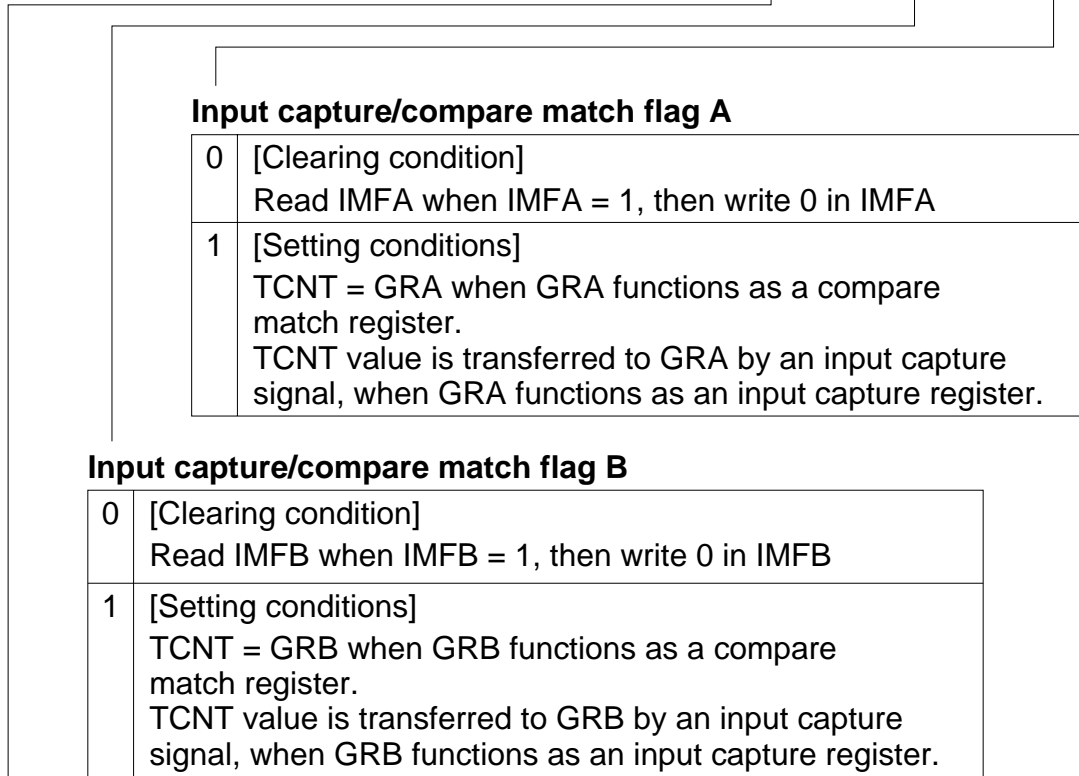 Input capture/compare match flag A
0 [Clearing condition]
Read IMFA when IMFA = 1, then write 0 in IMFA
1 [Setting conditions]
TCNT = GRA when GRA functions as a compare
match register.
TCNT value is transferred to GRA by an input capture
signal, when GRA functions as an input capture register.
Input capture/compare match flag B
0 [Clearing condition]
Read IMFB when IMFB = 1, then write 0 in IMFB
1 [Setting conditions]
TCNT = GRB when GRB functions as a compare
match register.
TCNT value is transferred to GRB by an input capture
signal, when GRB functions as an input capture register.